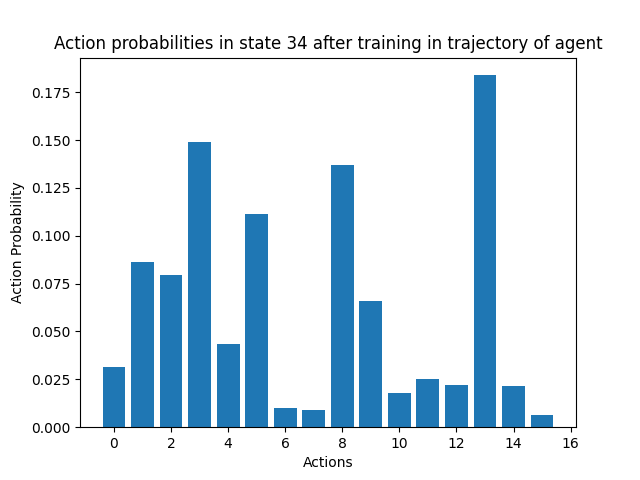 Action probabilities in state 34 after training in trajectory of agent
0.175
0.150
0.125
0.100
0.075
0.050
0.025
0.000
Action Probability
0 2 4 6 8 10 12 14 16
Actions